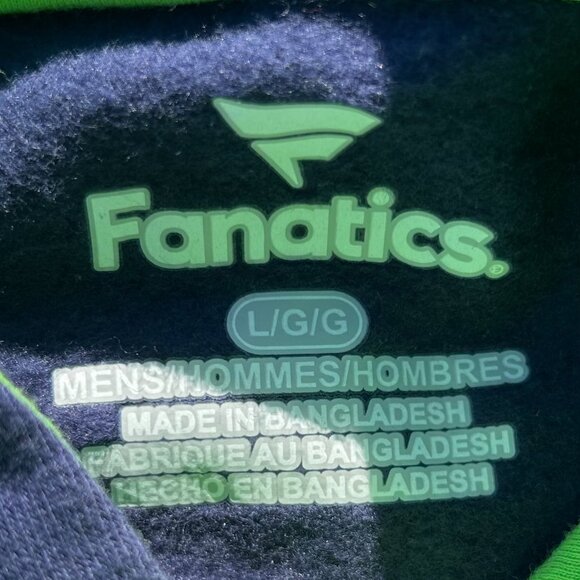 Fanatics.
L/G/G
MENS/HOMMES/HOMBRES
MADE IN BANGLADESH
FABRIQUE AU BANGLADESH
HECHO EN BANGLADESH